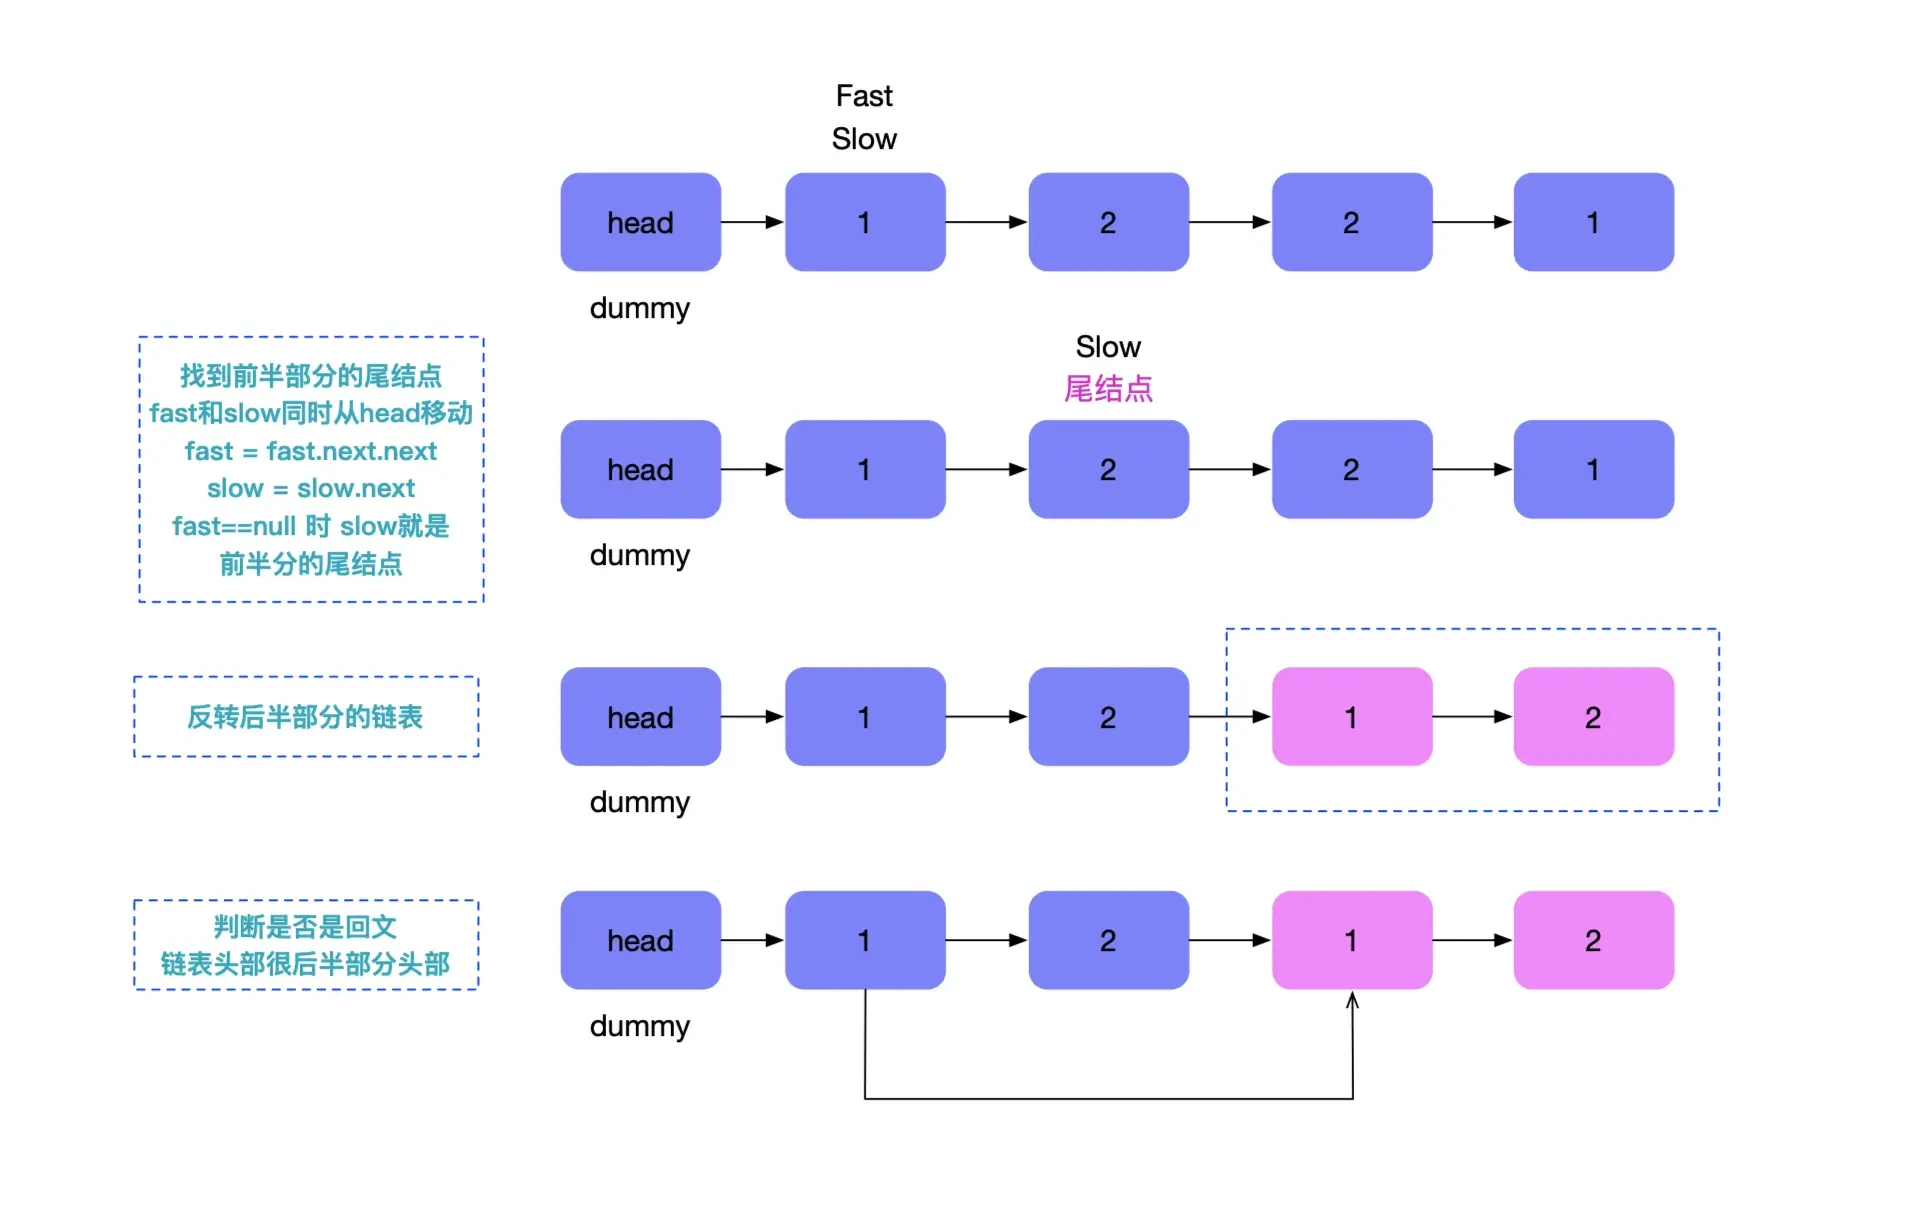 Fast
Slow
head
1
2
2
1
dummy
找到前半部分的尾结点
fast和slow同时从head移动
fast = fast.next.next
slow = slow.next
fast==null 时 slow就是
前半分的尾结点
Slow
尾结点
head
1
2
2
1
dummy
反转后半部分的链表
head
1
2
1
2
dummy
判断是否是回文
链表头部很后半部分头部
head
1
2
1
2
dummy